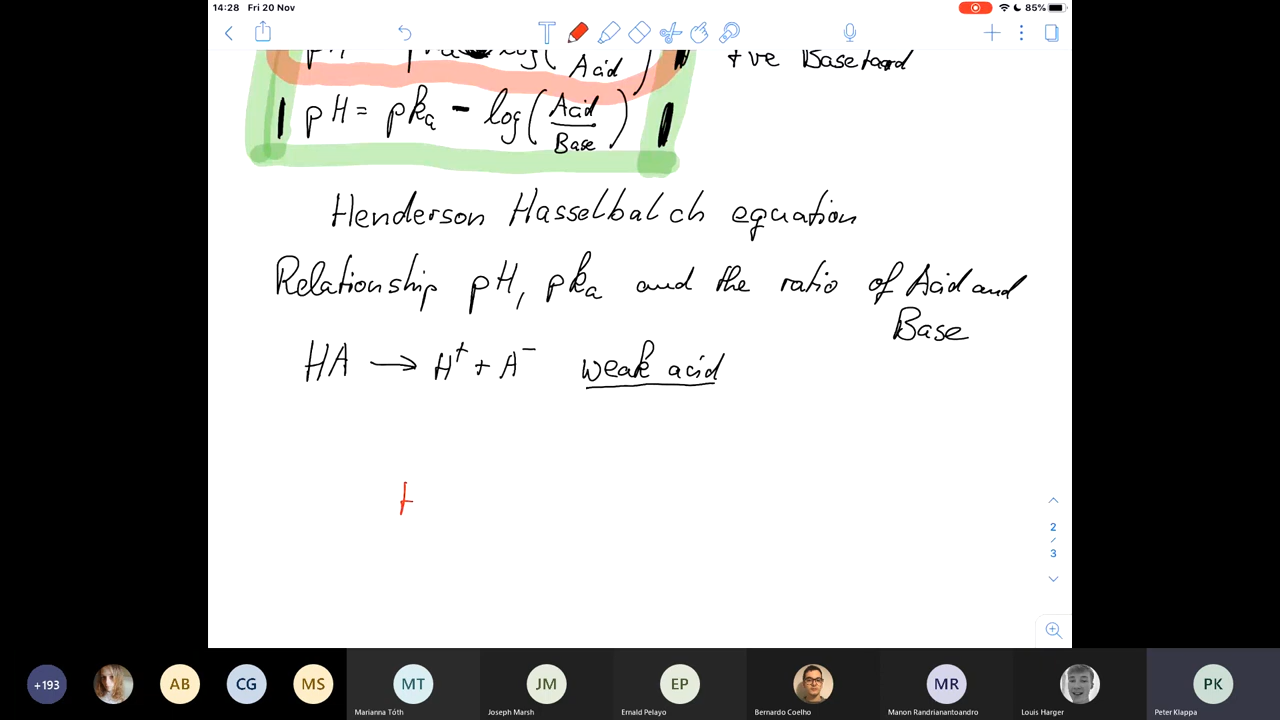 14:28 Fri 20 Nov
85%
Acid
+ve Base
pH = pka - log(Acid/Base)
Henderson Hasselbalch equation
Relationship pH, pka and the ratio of Acid and
Base
HA → H⁺ + A⁻ weak acid
2
/
3
+193
AB
CG
MS
MT
JM
EP
MR
PK
Marianna Tóth
Joseph Marsh
Ernald Pelayo
Bernardo Coelho
Manon Randrianantoandro
Louis Harger
Peter Klappa